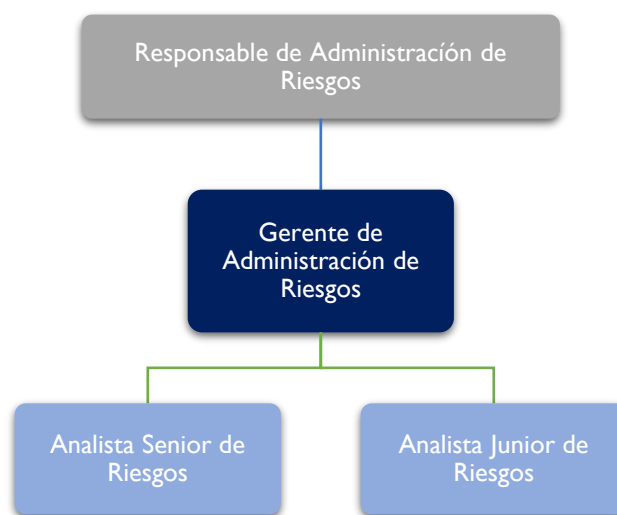 Responsable de Administracíón de
Riesgos
Gerente de
Administración de
Riesgos
Analista Senior de
Riesgos
Analista Junior de
Riesgos